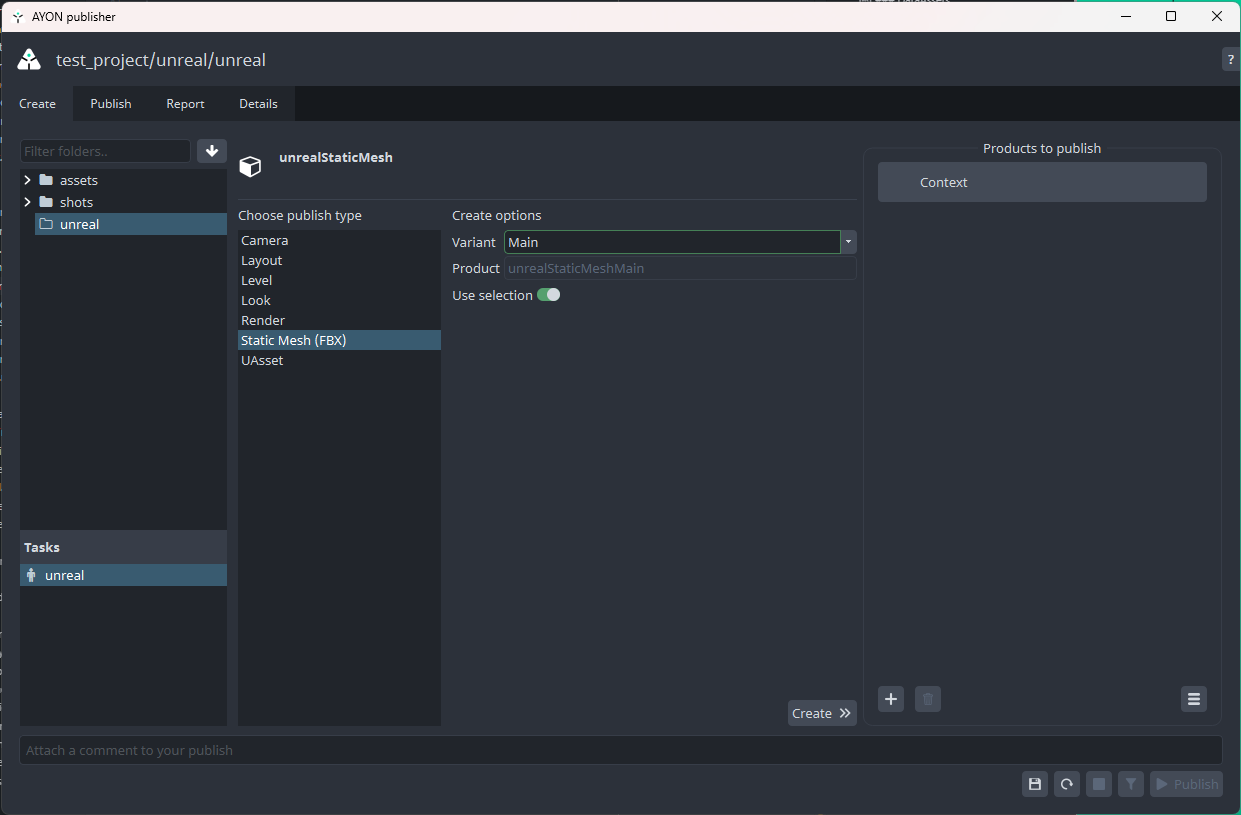 AYON publisher
test_project/unreal/unreal
?
Create
Publish
Report
Details
Filter folders..
assets
shots
unreal
Tasks
unreal
unrealStaticMesh
Choose publish type
Camera
Layout
Level
Look
Render
Static Mesh (FBX)
UAsset
Create options
Variant Main
Product unrealStaticMeshMain
Use selection
Create
Products to publish
Context
Attach a comment to your publish
Publish